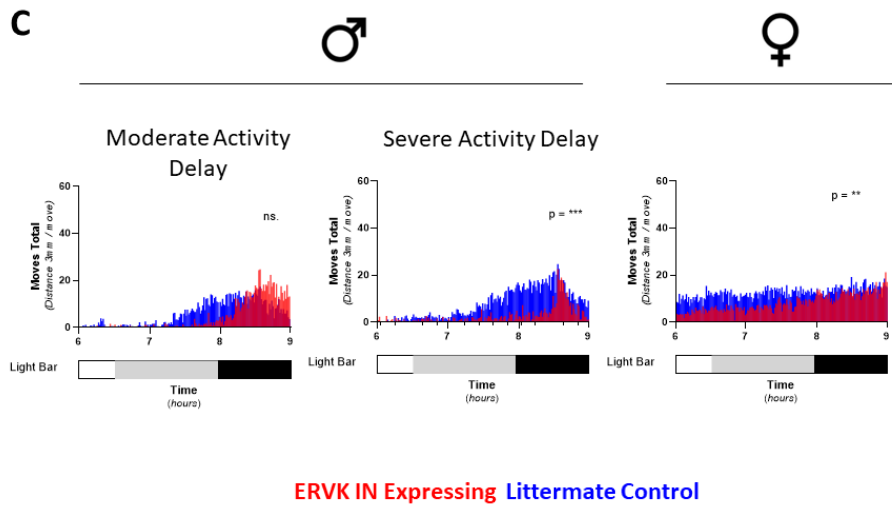 C
♂
♀
Moderate Activity
Delay
Severe Activity Delay
Moves Total
(Distance 3mm / move)
60
40
20
0
ns.
6
7
8
9
Light Bar
Time
(hours)
Moves Total
(Distance 3mm / move)
60
40
20
0
p = ***
6
7
8
9
Light Bar
Time
(hours)
Moves Total
(Distance 3mm / move)
60
40
20
0
p = **
6
7
8
9
Light Bar
Time
(hours)
ERVK IN Expressing Littermate Control